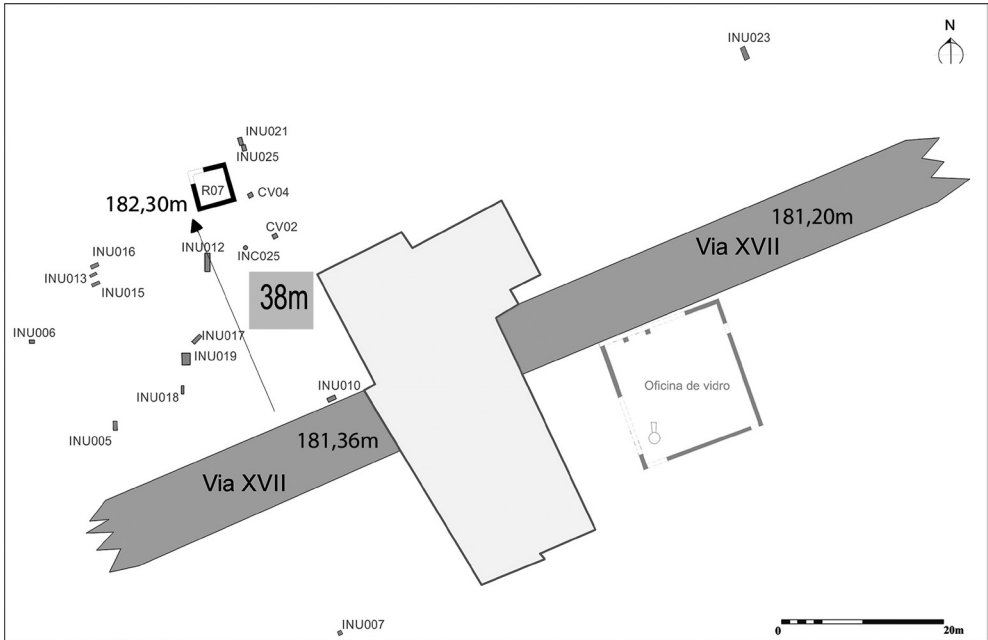 N
INU023
INU021
INU025
R07
CV04
182,30m
181,20m
Via XVII
CV02
INU012
INC025
INU016
INU013
INU015
38m
INU006
INU017
INU019
Oficina de vidro
INU010
INU018
INU005
181,36m
Via XVII
INU007
0 20m